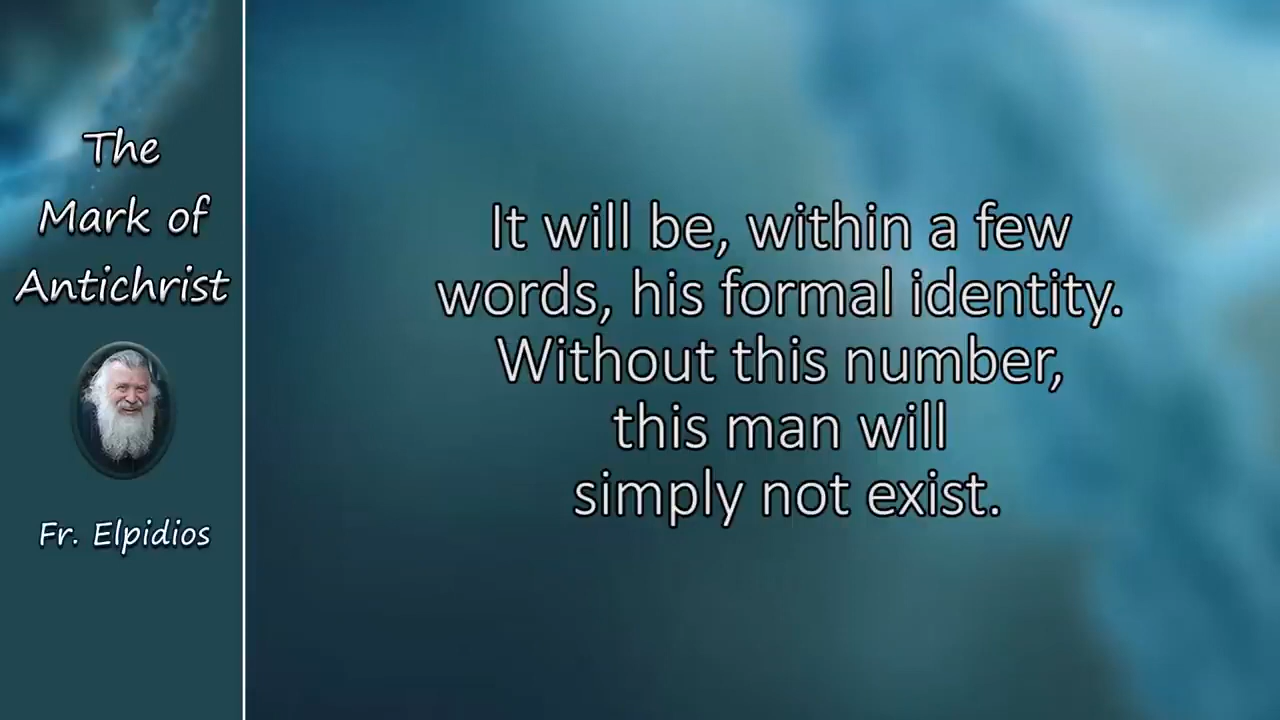 The
Mark of
Antichrist
Fr. Elpidios
It will be, within a few
words, his formal identity.
Without this number,
this man will
simply not exist.